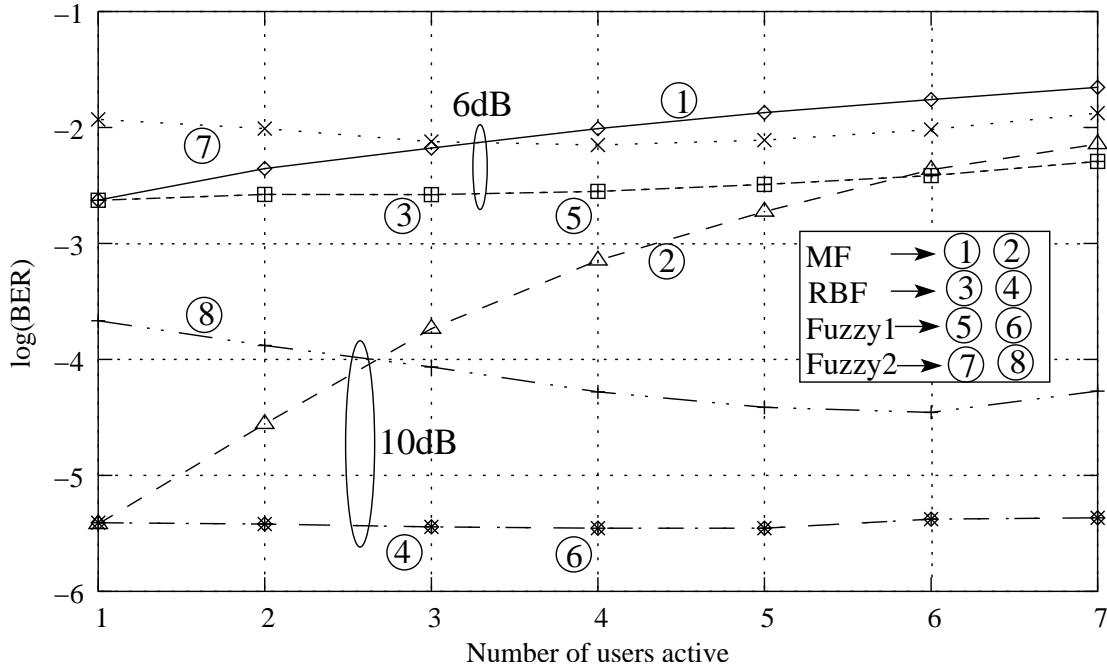 −1
−2
−3
−4
−5
−6
log(BER)
1 2 3 4 5 6 7
Number of users active
6dB
10dB
1
7
3
5
2
8
4
6
MF 1 2
RBF 3 4
Fuzzy1 5 6
Fuzzy2 7 8